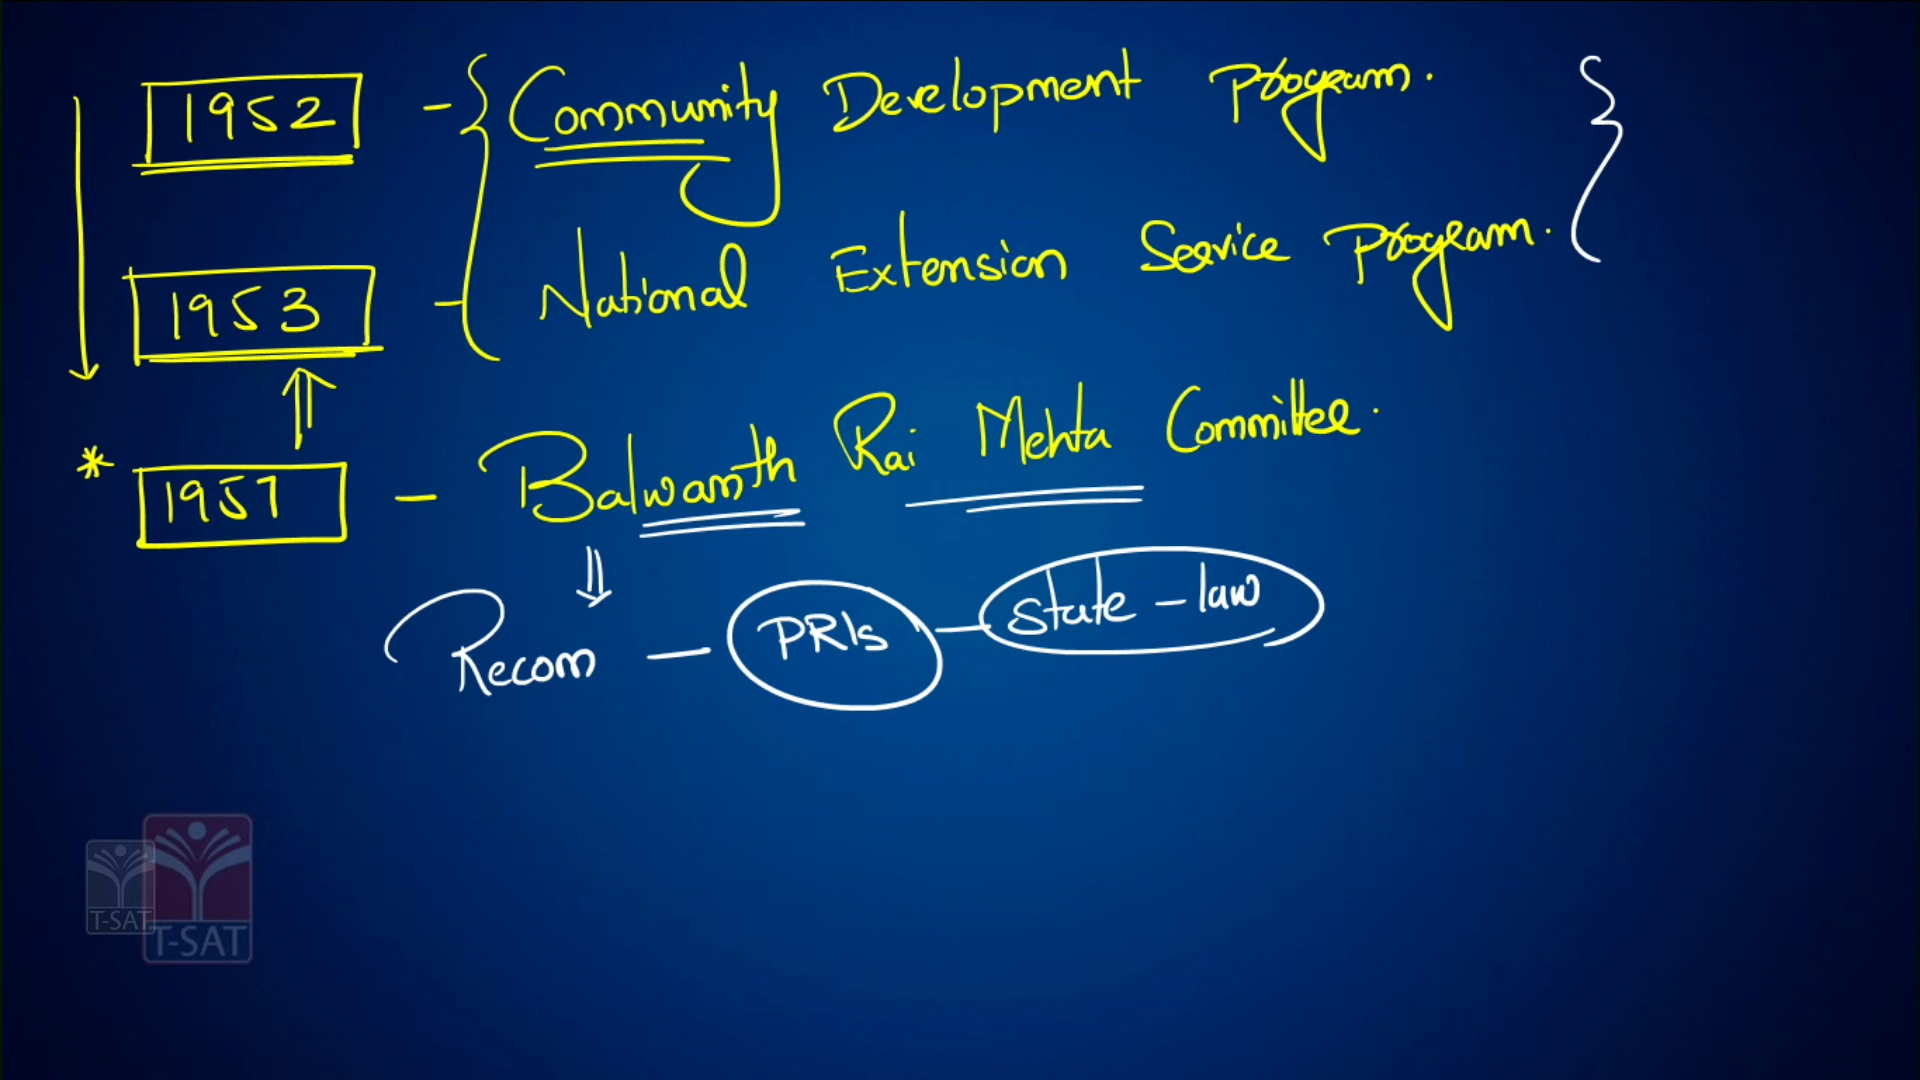 1952 - { Community Development Program. }
1953 - National Extension Service Program.
* 1957 - Balwanth Rai Mehta Committee.
⇓
Recom — PRIs — State - law
T-SAT
T-SAT